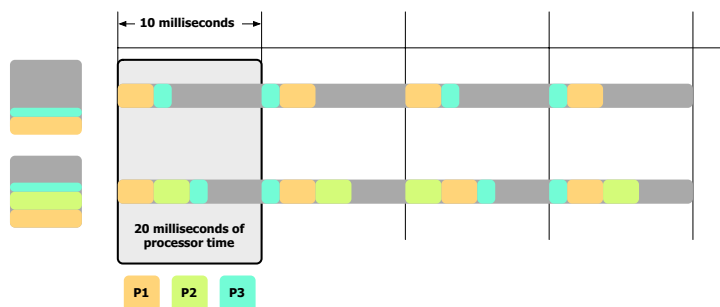 10 milliseconds
20 milliseconds of
processor time
P1 P2 P3